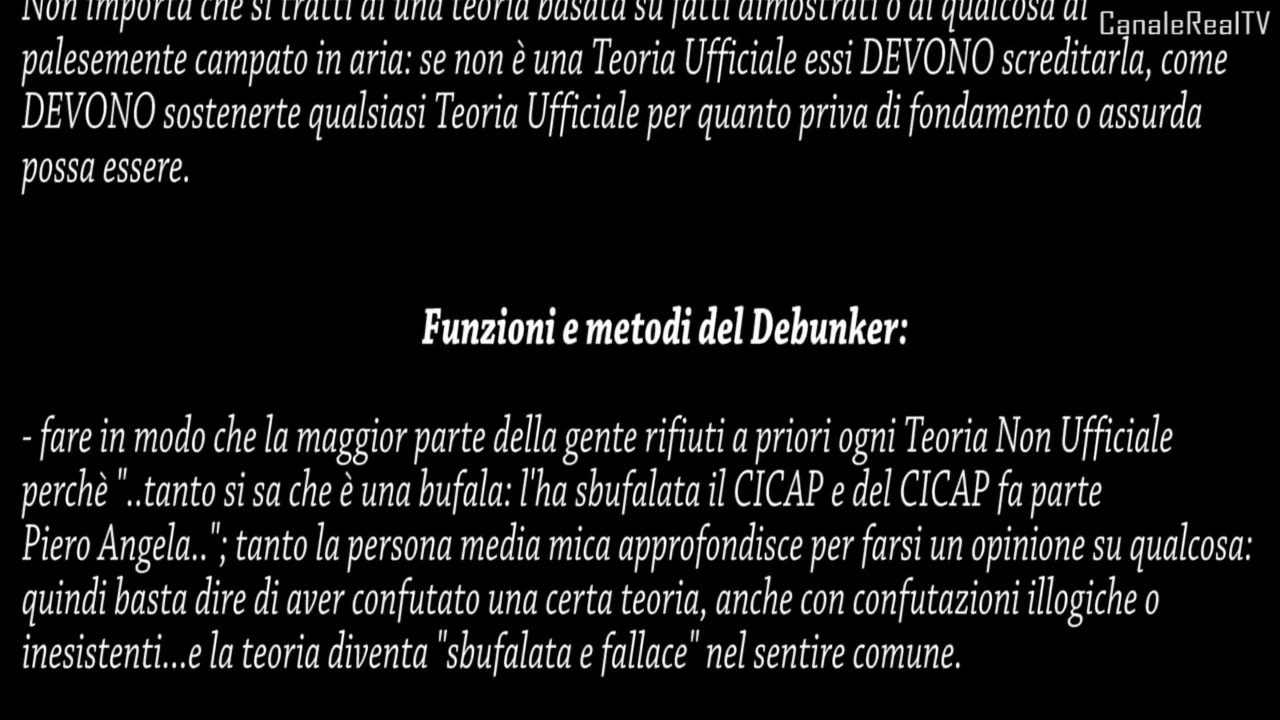 Non importa che si tratti di una teoria basata su fatti dimostrati o di qualcosa di
CanaleRealTV
palesemente campato in aria: se non è una Teoria Ufficiale essi DEVONO screditarla, come
DEVONO sostenerte qualsiasi Teoria Ufficiale per quanto priva di fondamento o assurda
possa essere.
Funzioni e metodi del Debunker:
- fare in modo che la maggior parte della gente rifiuti a priori ogni Teoria Non Ufficiale
perchè "..tanto si sa che è una bufala: l'ha sbufalata il CICAP e del CICAP fa parte
Piero Angela.."; tanto la persona media mica approfondisce per farsi un opinione su qualcosa:
quindi basta dire di aver confutato una certa teoria, anche con confutazioni illogiche o
inesistenti...e la teoria diventa "sbufalata e fallace" nel sentire comune.